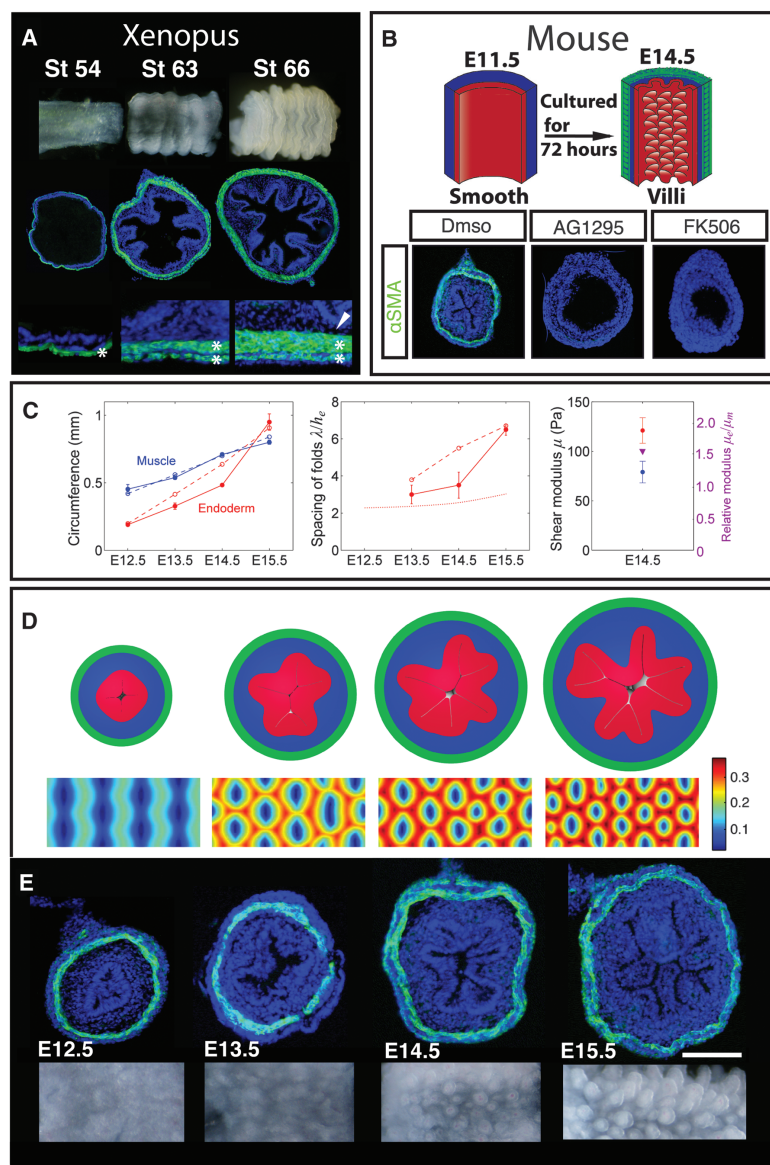 A
Xenopus
St 54
St 63
St 66
*
*
*
*
*
B
Mouse
E11.5
E14.5
Cultured
for
72 hours
Smooth
Villi
Dmso
AG1295
FK506
αSMA
C
Circumference (mm)
1
0.5
0
Muscle
Endoderm
E12.5
E13.5
E14.5
E15.5
Spacing of folds λ/hₑ
8
6
4
2
0
E12.5
E13.5
E14.5
E15.5
Shear modulus μ (Pa)
150
100
50
0
E14.5
2.0
1.5
1.0
0.5
0
Relative modulus μₑ/μₘ
D
0.3
0.2
0.1
E
E12.5
E13.5
E14.5
E15.5